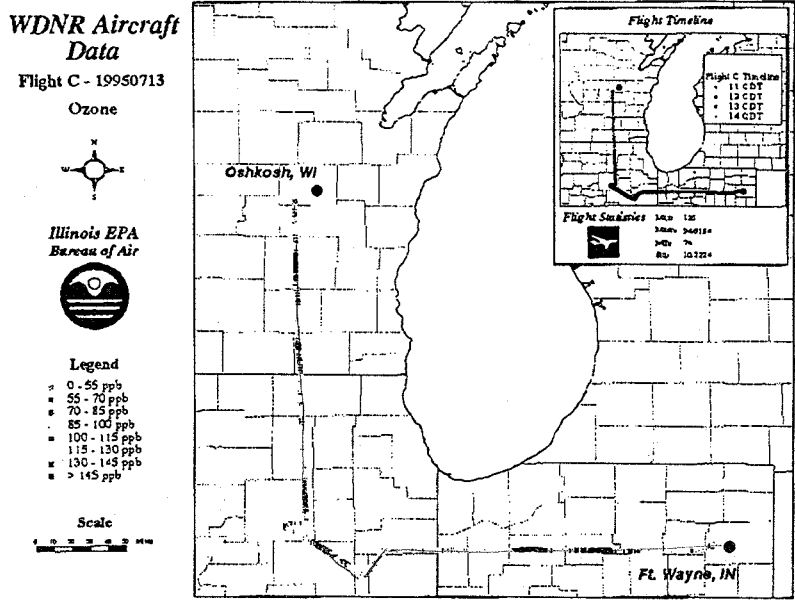 WDNR Aircraft
Data
Flight C - 19950713
Ozone
N
W E
S
Illinois EPA
Bureau of Air
Legend
0 - 55 ppb
55 - 70 ppb
70 - 85 ppb
85 - 100 ppb
100 - 115 ppb
115 - 130 ppb
130 - 145 ppb
> 145 ppb
Scale
Oshkosh, WI
Ft. Wayne, IN
Flight Timeline
Flight C Timeline
11 CDT
12 CDT
13 CDT
14 CDT
Flight Statistics